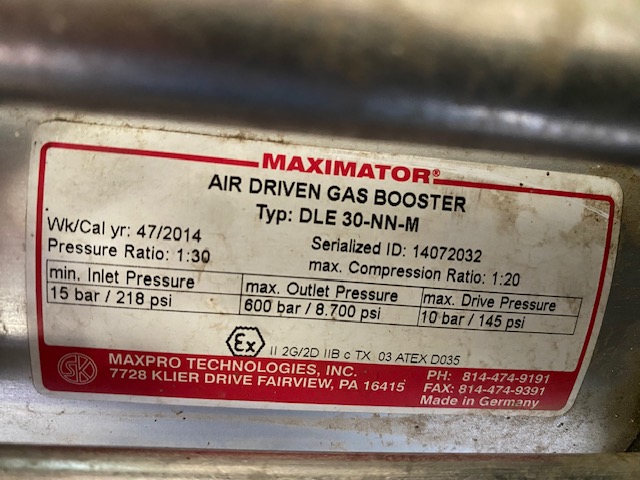 MAXIMATOR®
AIR DRIVEN GAS BOOSTER
Typ: DLE 30-NN-M
Wk/Cal yr: 47/2014 Serialized ID: 14072032
Pressure Ratio: 1:30 max. Compression Ratio: 1:20
min. Inlet Pressure max. Outlet Pressure max. Drive Pressure
15 bar / 218 psi 600 bar / 8.700 psi 10 bar / 145 psi
Ex II 2G/2D IIB c TX 03 ATEX D035
SK MAXPRO TECHNOLOGIES, INC. PH: 814-474-9191
7728 KLIER DRIVE FAIRVIEW, PA 16415 FAX: 814-474-9391
Made in Germany